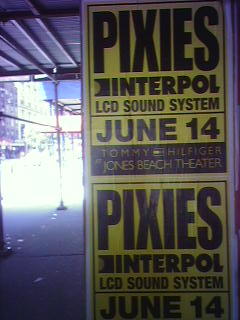 PIXIES
INTERPOL
LCD SOUND SYSTEM
JUNE 14
TOMMY HILFIGER
AT JONES BEACH THEATER
PIXIES
INTERPOL
LCD SOUND SYSTEM
JUNE 14